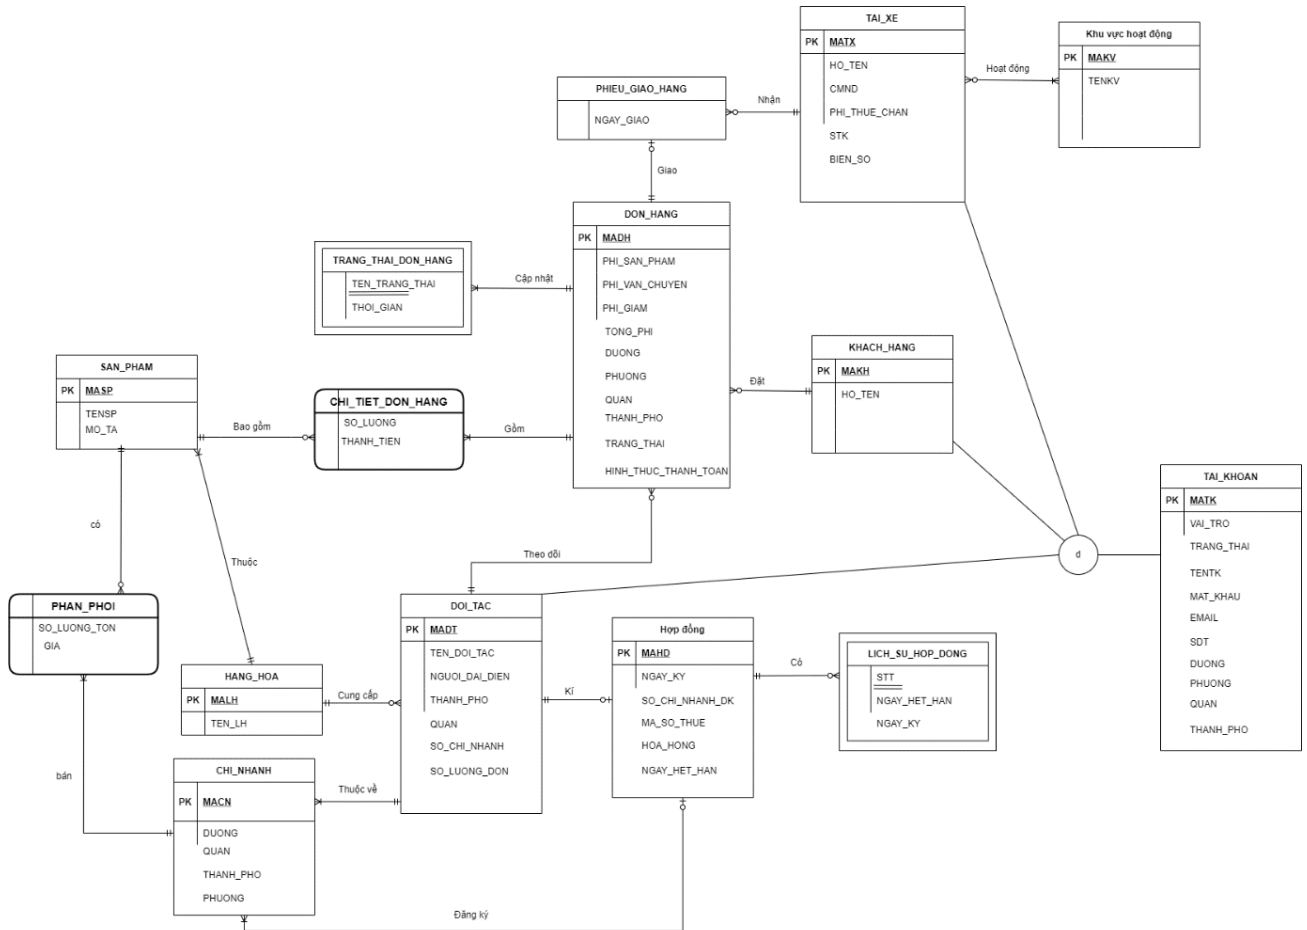 TAI_XE
PK MATX
HO_TEN
CMND
PHI_THUE_CHAN
STK
BIEN_SO
Hoạt động
Khu vực hoạt động
PK MAKV
TENKV
PHIEU_GIAO_HANG
NGAY_GIAO
Nhận
Giao
DON_HANG
PK MADH
PHI_SAN_PHAM
PHI_VAN_CHUYEN
PHI_GIAM
TONG_PHI
DUONG
PHUONG
QUAN
THANH_PHO
TRANG_THAI
HINH_THUC_THANH_TOAN
TRANG_THAI_DON_HANG
TEN_TRANG_THAI
THOI_GIAN
Cập nhật
KHACH_HANG
PK MAKH
HO_TEN
Đặt
SAN_PHAM
PK MASP
TENSP
MO_TA
Bao gồm
CHI_TIET_DON_HANG
SO_LUONG
THANH_TIEN
Gồm
TAI_KHOAN
PK MATK
VAI_TRO
TRANG_THAI
TENTK
MAT_KHAU
EMAIL
SDT
DUONG
PHUONG
QUAN
THANH_PHO
d
có
Thuộc
Theo dõi
PHAN_PHOI
SO_LUONG_TON
GIA
DOI_TAC
PK MADT
TEN_DOI_TAC
NGUOI_DAI_DIEN
THANH_PHO
QUAN
SO_CHI_NHANH
SO_LUONG_DON
Hợp đồng
PK MAHD
NGAY_KY
SO_CHI_NHANH_DK
MA_SO_THUE
HOA_HONG
NGAY_HET_HAN
Kí
Có
LICH_SU_HOP_DONG
STT
NGAY_HET_HAN
NGAY_KY
HANG_HOA
PK MALH
TEN_LH
Cung cấp
bán
CHI_NHANH
PK MACN
DUONG
QUAN
THANH_PHO
PHUONG
Thuộc về
Đăng ký